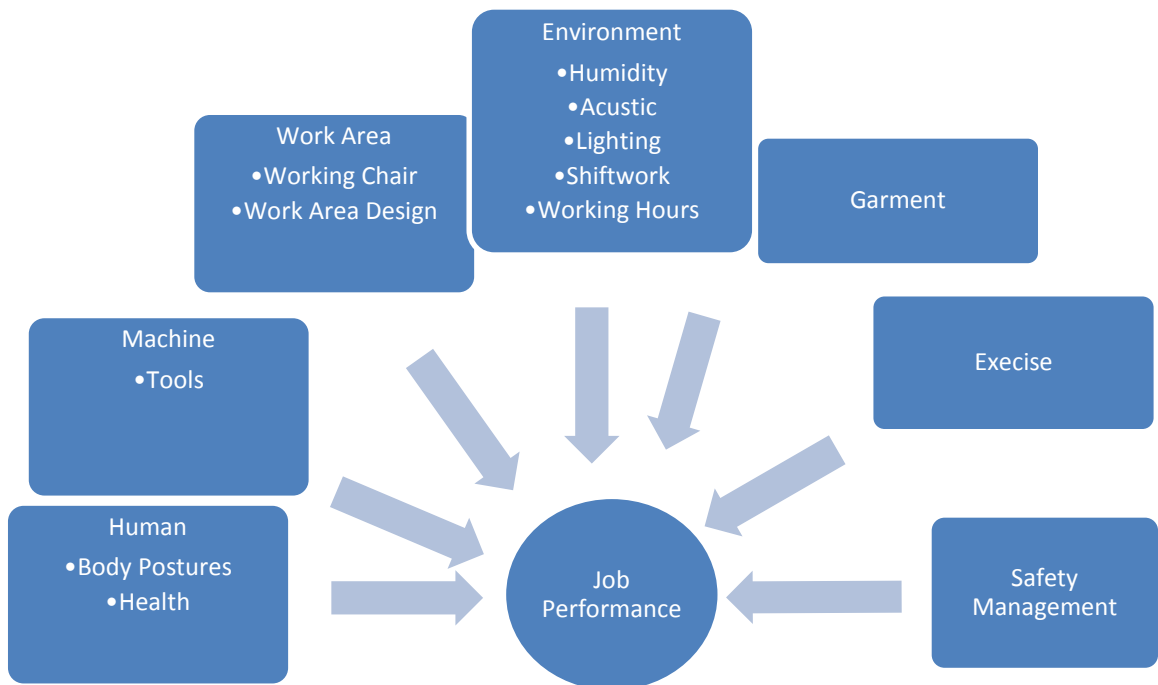 Environment
•Humidity
•Acustic
•Lighting
•Shiftwork
•Working Hours
Work Area
•Working Chair
•Work Area Design
Garment
Machine
•Tools
Execise
Human
•Body Postures
•Health
Job
Performance
Safety
Management